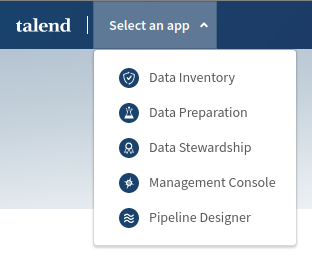 talend
Select an app
Data Inventory
Data Preparation
Data Stewardship
Management Console
Pipeline Designer